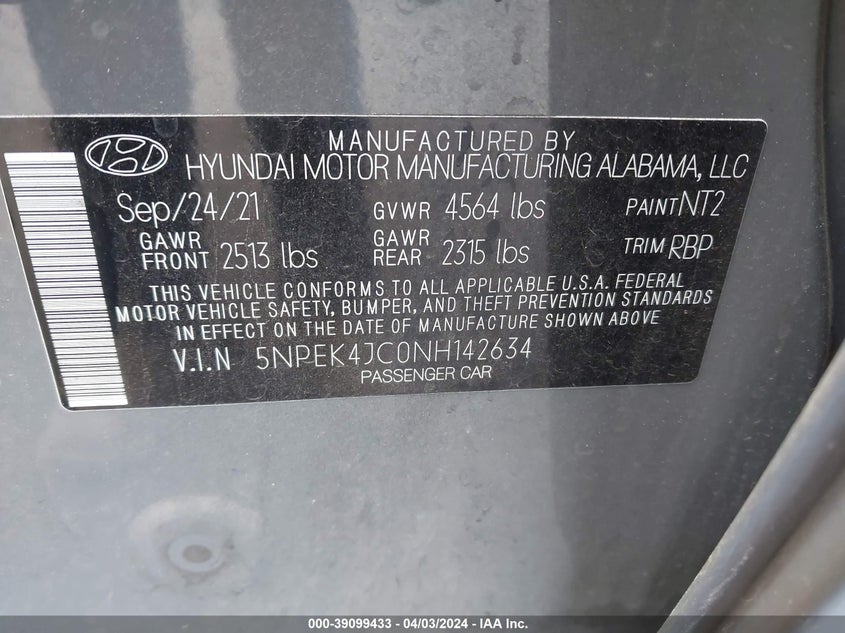 MANUFACTURED BY
HYUNDAI MOTOR MANUFACTURING ALABAMA, LLC
Sep/24/21 GVWR 4564 lbs PAINT NT2
GAWR FRONT 2513 lbs GAWR REAR 2315 lbs TRIM RBP
THIS VEHICLE CONFORMS TO ALL APPLICABLE U.S.A. FEDERAL
MOTOR VEHICLE SAFETY, BUMPER, AND THEFT PREVENTION STANDARDS
IN EFFECT ON THE DATE OF MANUFACTURE SHOWN ABOVE
V.I.N 5NPEK4JC0NH142634
PASSENGER CAR
000-39099433 - 04/03/2024 - IAA Inc.